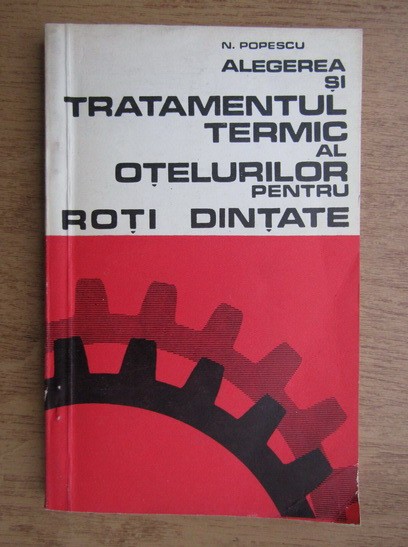 N. POPESCU
ALEGEREA
ȘI
TRATAMENTUL
TERMIC
AL
OȚELURILOR
PENTRU
ROȚI DINȚATE